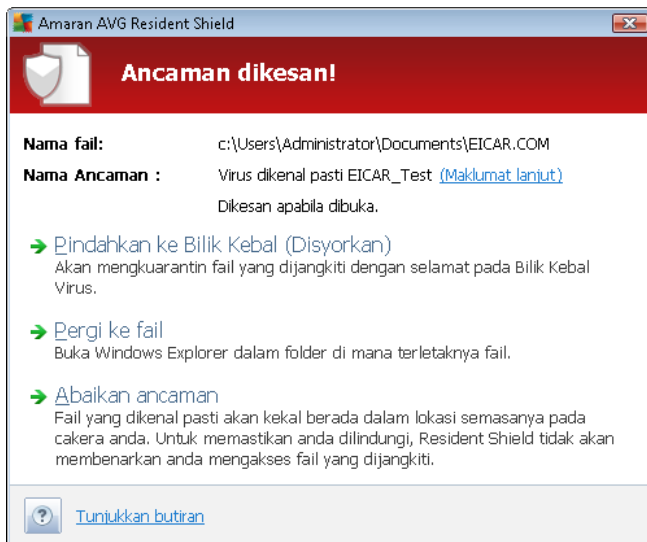 Amaran AVG Resident Shield
Ancaman dikesan!
Nama fail: c:\Users\Administrator\Documents\EICAR.COM
Nama Ancaman : Virus dikenal pasti EICAR_Test (Maklumat lanjut)
Dikesan apabila dibuka.
Pindahkan ke Bilik Kebal (Disyorkan)
Akan mengkuarantin fail yang dijangkiti dengan selamat pada Bilik Kebal
Virus.
Pergi ke fail
Buka Windows Explorer dalam folder di mana terletaknya fail.
Abaikan ancaman
Fail yang dikenal pasti akan kekal berada dalam lokasi semasanya pada
cakera anda. Untuk memastikan anda dilindungi, Resident Shield tidak akan
membenarkan anda mengakses fail yang dijangkiti.
? Tunjukkan butiran